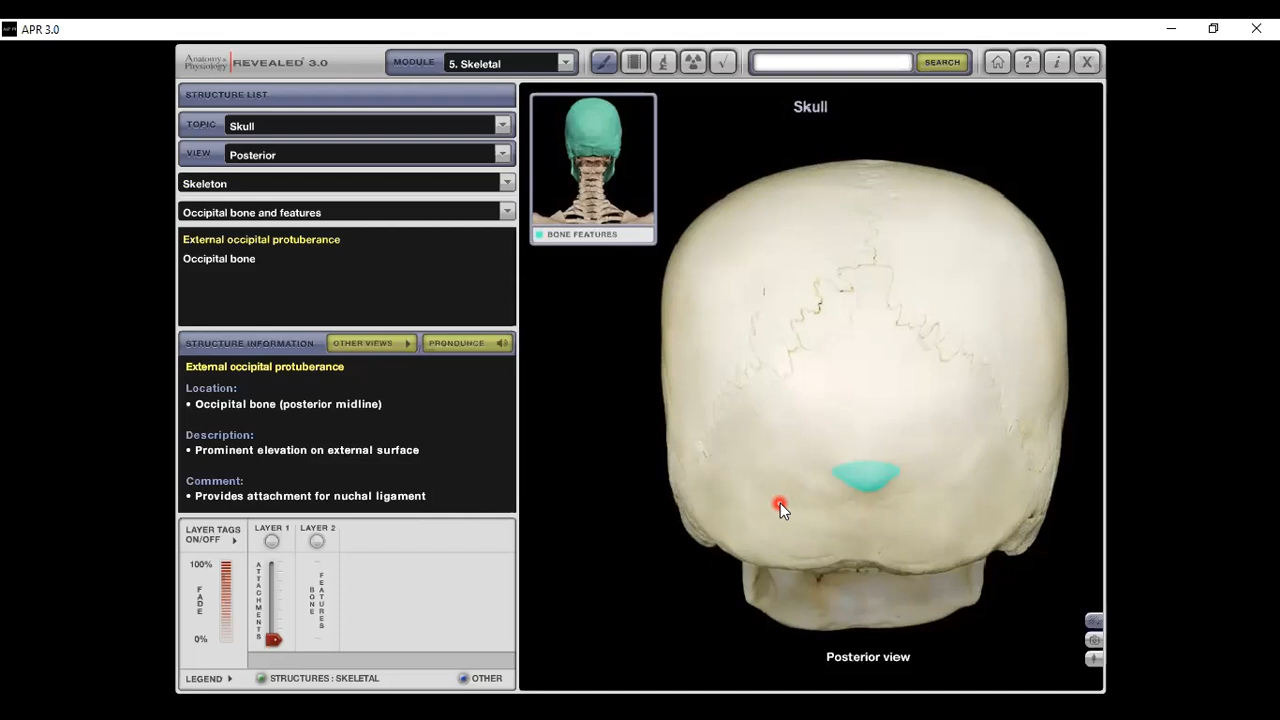 APR 3.0
Anatomy & Physiology REVEALED® 3.0
MODULE
5. Skeletal
SEARCH
STRUCTURE LIST
TOPIC
Skull
VIEW
Posterior
Skeleton
Occipital bone and features
External occipital protuberance
Occipital bone
STRUCTURE INFORMATION
OTHER VIEWS
PRONOUNCE
External occipital protuberance
Location:
• Occipital bone (posterior midline)
Description:
• Prominent elevation on external surface
Comment:
• Provides attachment for nuchal ligament
LAYER TAGS
ON/OFF
LAYER 1
LAYER 2
100%
FADE
0%
ATTACHMENTS
BONE FEATURES
LEGEND
STRUCTURES : SKELETAL
OTHER
BONE FEATURES
Skull
Posterior view